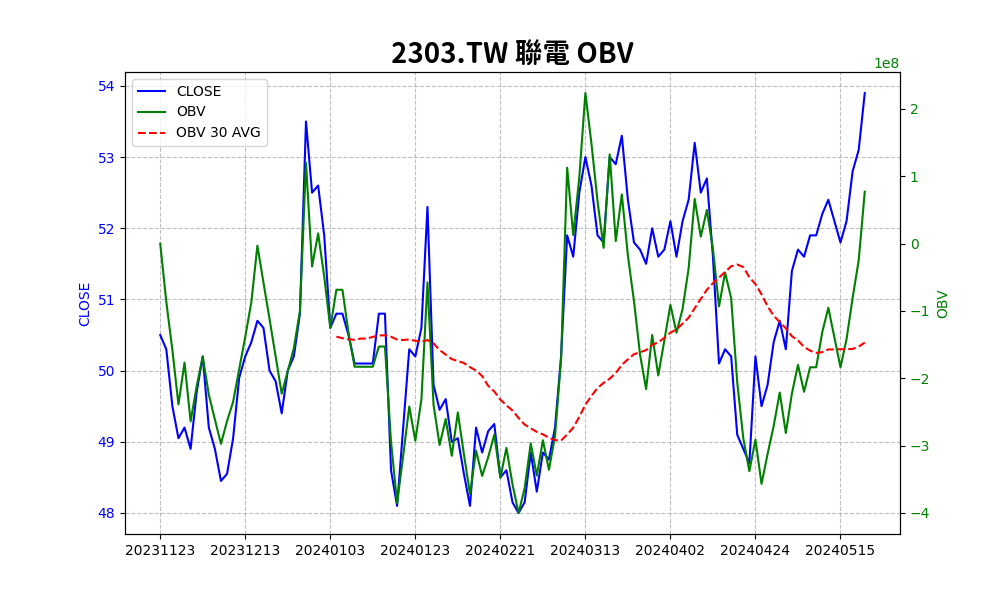 2303.TW 聯電 OBV
1e8
CLOSE
OBV
OBV 30 AVG
54
53
52
51
50
49
48
CLOSE
2
1
0
−1
−2
−3
−4
OBV
20231123 20231213 20240103 20240123 20240221 20240313 20240402 20240424 20240515